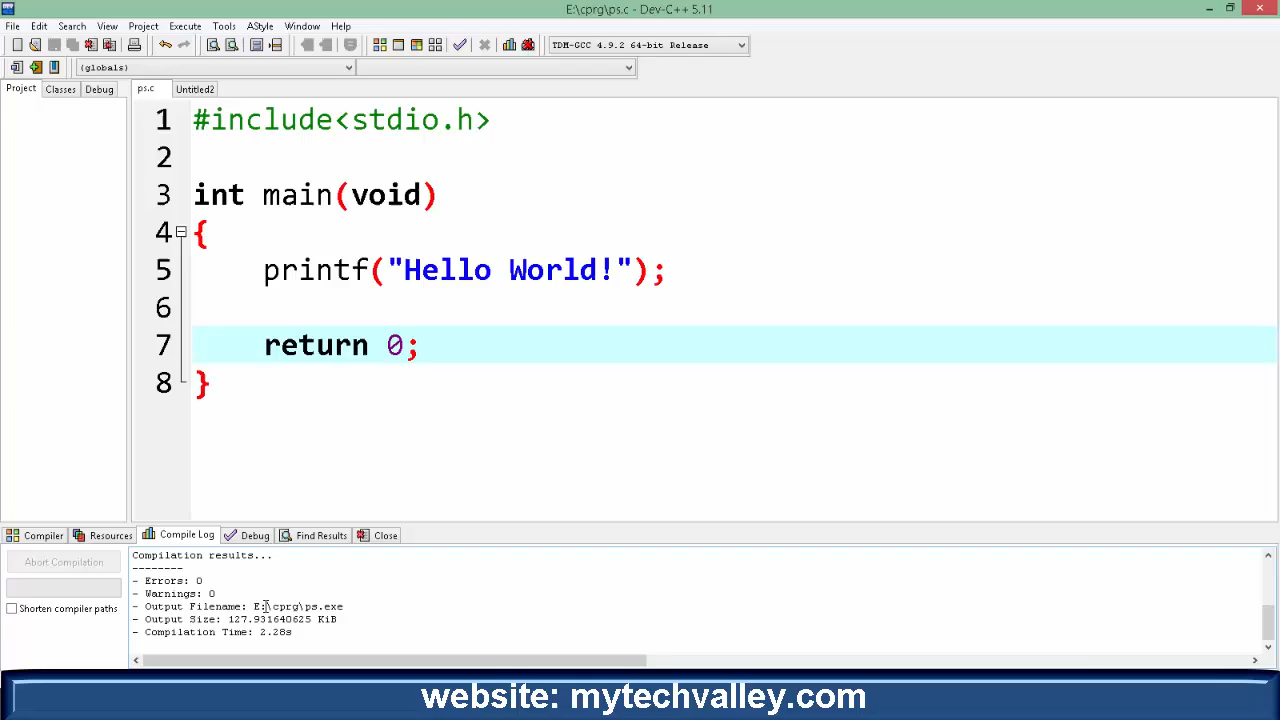 E:\cprg\ps.c - Dev-C++ 5.11
File Edit Search View Project Execute Tools AStyle Window Help
TDM-GCC 4.9.2 64-bit Release
(globals)
Project Classes Debug
ps.c Untitled2
1 #include<stdio.h>
2
3 int main(void)
4 {
5 printf("Hello World!");
6
7 return 0;
8 }
Compiler Resources Compile Log Debug Find Results Close
Abort Compilation
Shorten compiler paths
Compilation results...
--------
- Errors: 0
- Warnings: 0
- Output Filename: E:\cprg\ps.exe
- Output Size: 127.931640625 KiB
- Compilation Time: 2.28s
website: mytechvalley.com